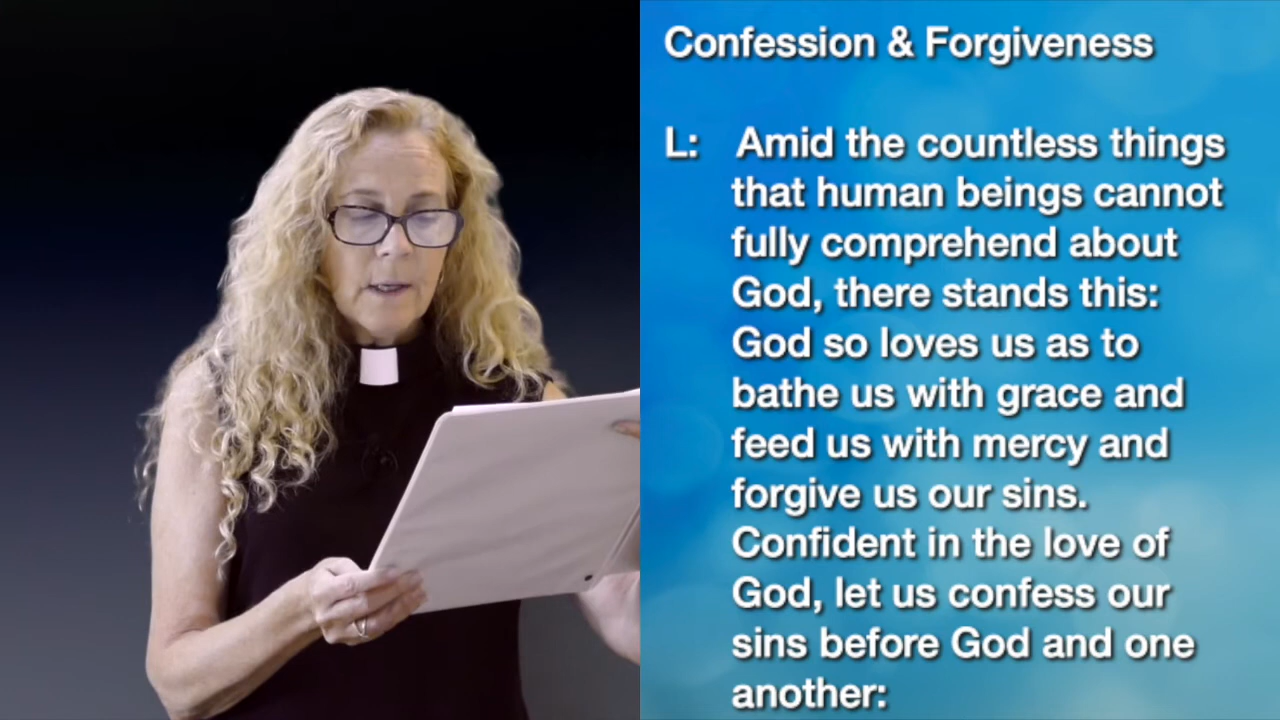 Confession & Forgiveness
L: Amid the countless things
that human beings cannot
fully comprehend about
God, there stands this:
God so loves us as to
bathe us with grace and
feed us with mercy and
forgive us our sins.
Confident in the love of
God, let us confess our
sins before God and one
another: